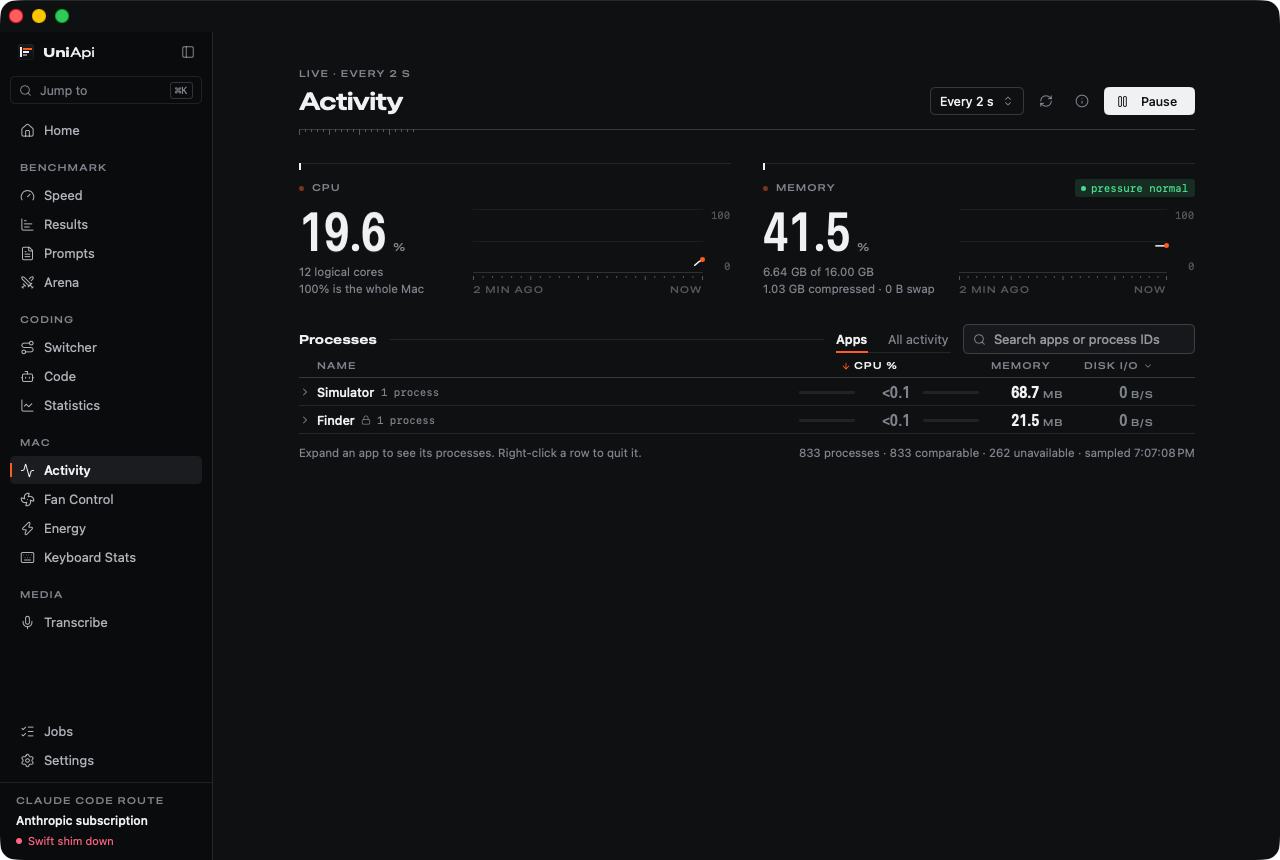 UniApi
Jump to ⌘K
Home
BENCHMARK
Speed
Results
Prompts
Arena
CODING
Switcher
Code
Statistics
MAC
Activity
Fan Control
Energy
Keyboard Stats
MEDIA
Transcribe
Jobs
Settings
CLAUDE CODE ROUTE
Anthropic subscription
Swift shim down
LIVE · EVERY 2 S
Activity
Every 2 s
Pause
CPU
19.6 %
12 logical cores
100% is the whole Mac
100
0
2 MIN AGO NOW
MEMORY
pressure normal
41.5 %
6.64 GB of 16.00 GB
1.03 GB compressed · 0 B swap
100
0
2 MIN AGO NOW
Processes
Apps All activity Search apps or process IDs
NAME CPU % MEMORY DISK I/O
Simulator 1 process <0.1 68.7 MB 0 B/S
Finder 1 process <0.1 21.5 MB 0 B/S
Expand an app to see its processes. Right-click a row to quit it. 833 processes · 833 comparable · 262 unavailable · sampled 7:07:08 PM